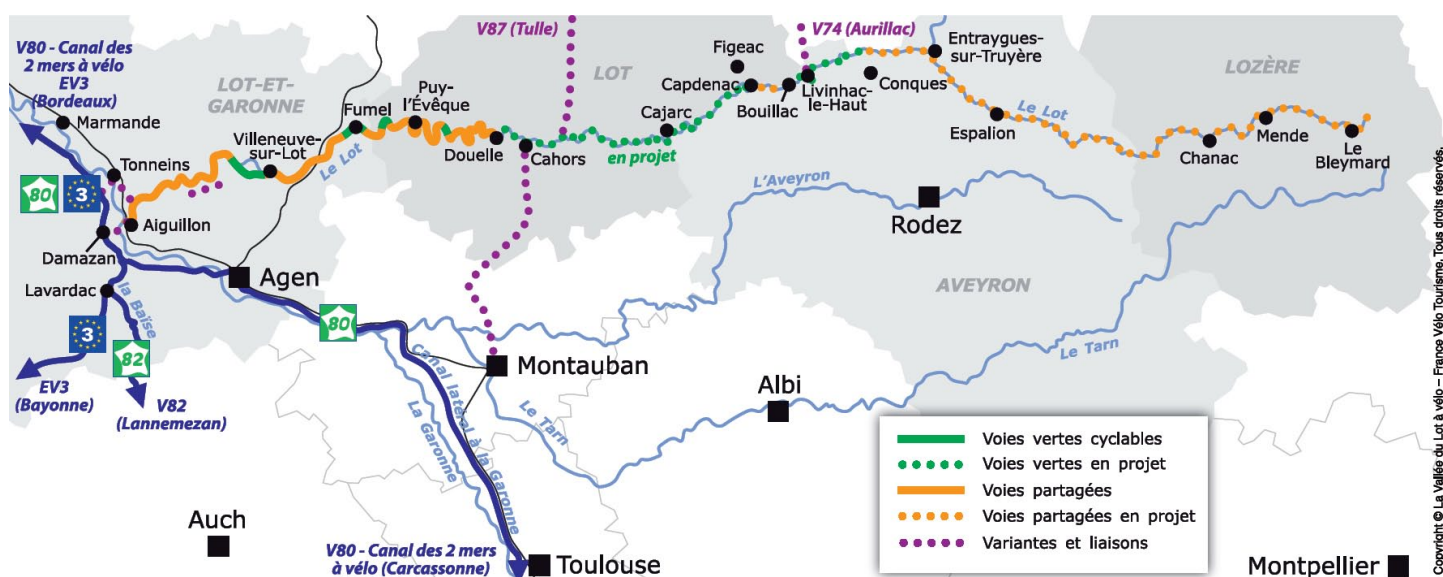 V80 - Canal des
2 mers à vélo
EV3
(Bordeaux)
Marmande
LOT-ET-
GARONNE
Tonneins
Villeneuve-
sur-Lot
Fumel
Le Lot
Puy-
l'Évêque
V87 (Tulle)
LOT
Figeac
Capdenac
Cajarc
Douelle
Cahors
en projet
Bouillac
V74 (Aurillac)
Livinhac-
le-Haut
Conques
Entraygues-
sur-Truyère
Espalion
Le Lot
LOZÈRE
Chanac
Mende
Le
Bleymard
80
3
Aiguillon
Damazan
Lavardac
la Baïse
Agen
3
82
EV3
(Bayonne)
V82
(Lannemezan)
80
L'Aveyron
Rodez
AVEYRON
Le Tarn
Montauban
Canal latéral à la Garonne
La Garonne
Le Tarn
Albi
Auch
V80 - Canal des 2 mers
à vélo (Carcassonne)
Toulouse
Voies vertes cyclables
Voies vertes en projet
Voies partagées
Voies partagées en projet
Variantes et liaisons
Montpellier
Copyright © La Vallée du Lot à vélo – France Vélo Tourisme. Tous droits réservés.